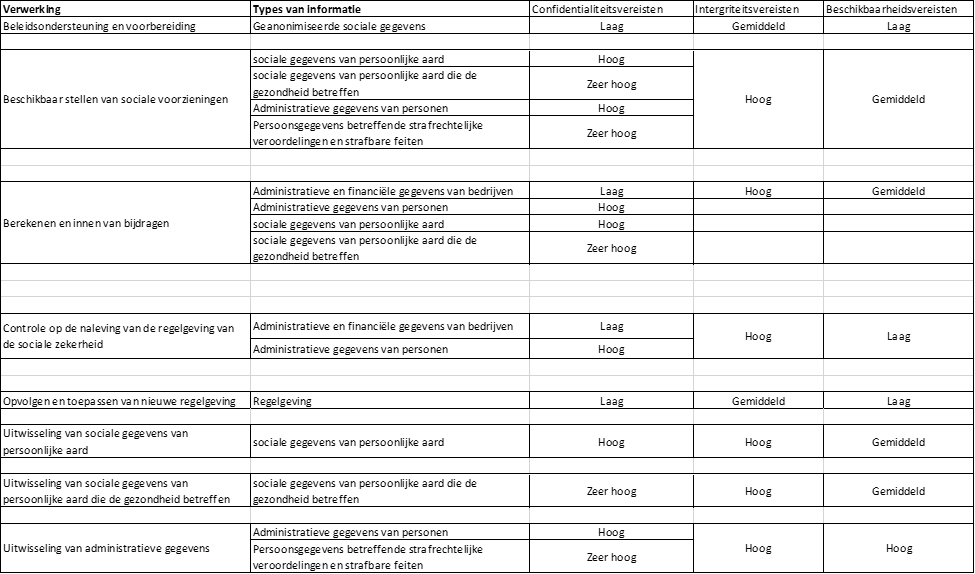 Verwerking Types van informatie Confidentialiteitsvereisten Intergriteitsvereisten Beschikbaarheidsvereisten
Beleidsondersteuning en voorbereiding Geanonimiseerde sociale gegevens Laag Gemiddeld Laag
Beschikbaar stellen van sociale voorzieningen
sociale gegevens van persoonlijke aard Hoog
sociale gegevens van persoonlijke aard die de
gezondheid betreffen
Zeer hoog
Administratieve gegevens van personen Hoog
Persoonsgegevens betreffende strafrechtelijke
veroordelingen en strafbare feiten
Zeer hoog
Hoog Gemiddeld
Berekenen en innen van bijdragen
Administratieve en financiële gegevens van bedrijven Laag Hoog Gemiddeld
Administratieve gegevens van personen Hoog
sociale gegevens van persoonlijke aard Hoog
sociale gegevens van persoonlijke aard die de
gezondheid betreffen
Zeer hoog
Controle op de naleving van de regelgeving van
de sociale zekerheid
Administratieve en financiële gegevens van bedrijven Laag
Administratieve gegevens van personen Hoog
Hoog Laag
Opvolgen en toepassen van nieuwe regelgeving Regelgeving Laag Gemiddeld Laag
Uitwisseling van sociale gegevens van
persoonlijke aard
sociale gegevens van persoonlijke aard Hoog Hoog Gemiddeld
Uitwisseling van sociale gegevens van
persoonlijke aard die de gezondheid betreffen
sociale gegevens van persoonlijke aard die de
gezondheid betreffen
Zeer hoog Hoog Gemiddeld
Uitwisseling van administratieve gegevens
Administratieve gegevens van personen Hoog
Persoonsgegevens betreffende strafrechtelijke
veroordelingen en strafbare feiten
Zeer hoog
Hoog Hoog